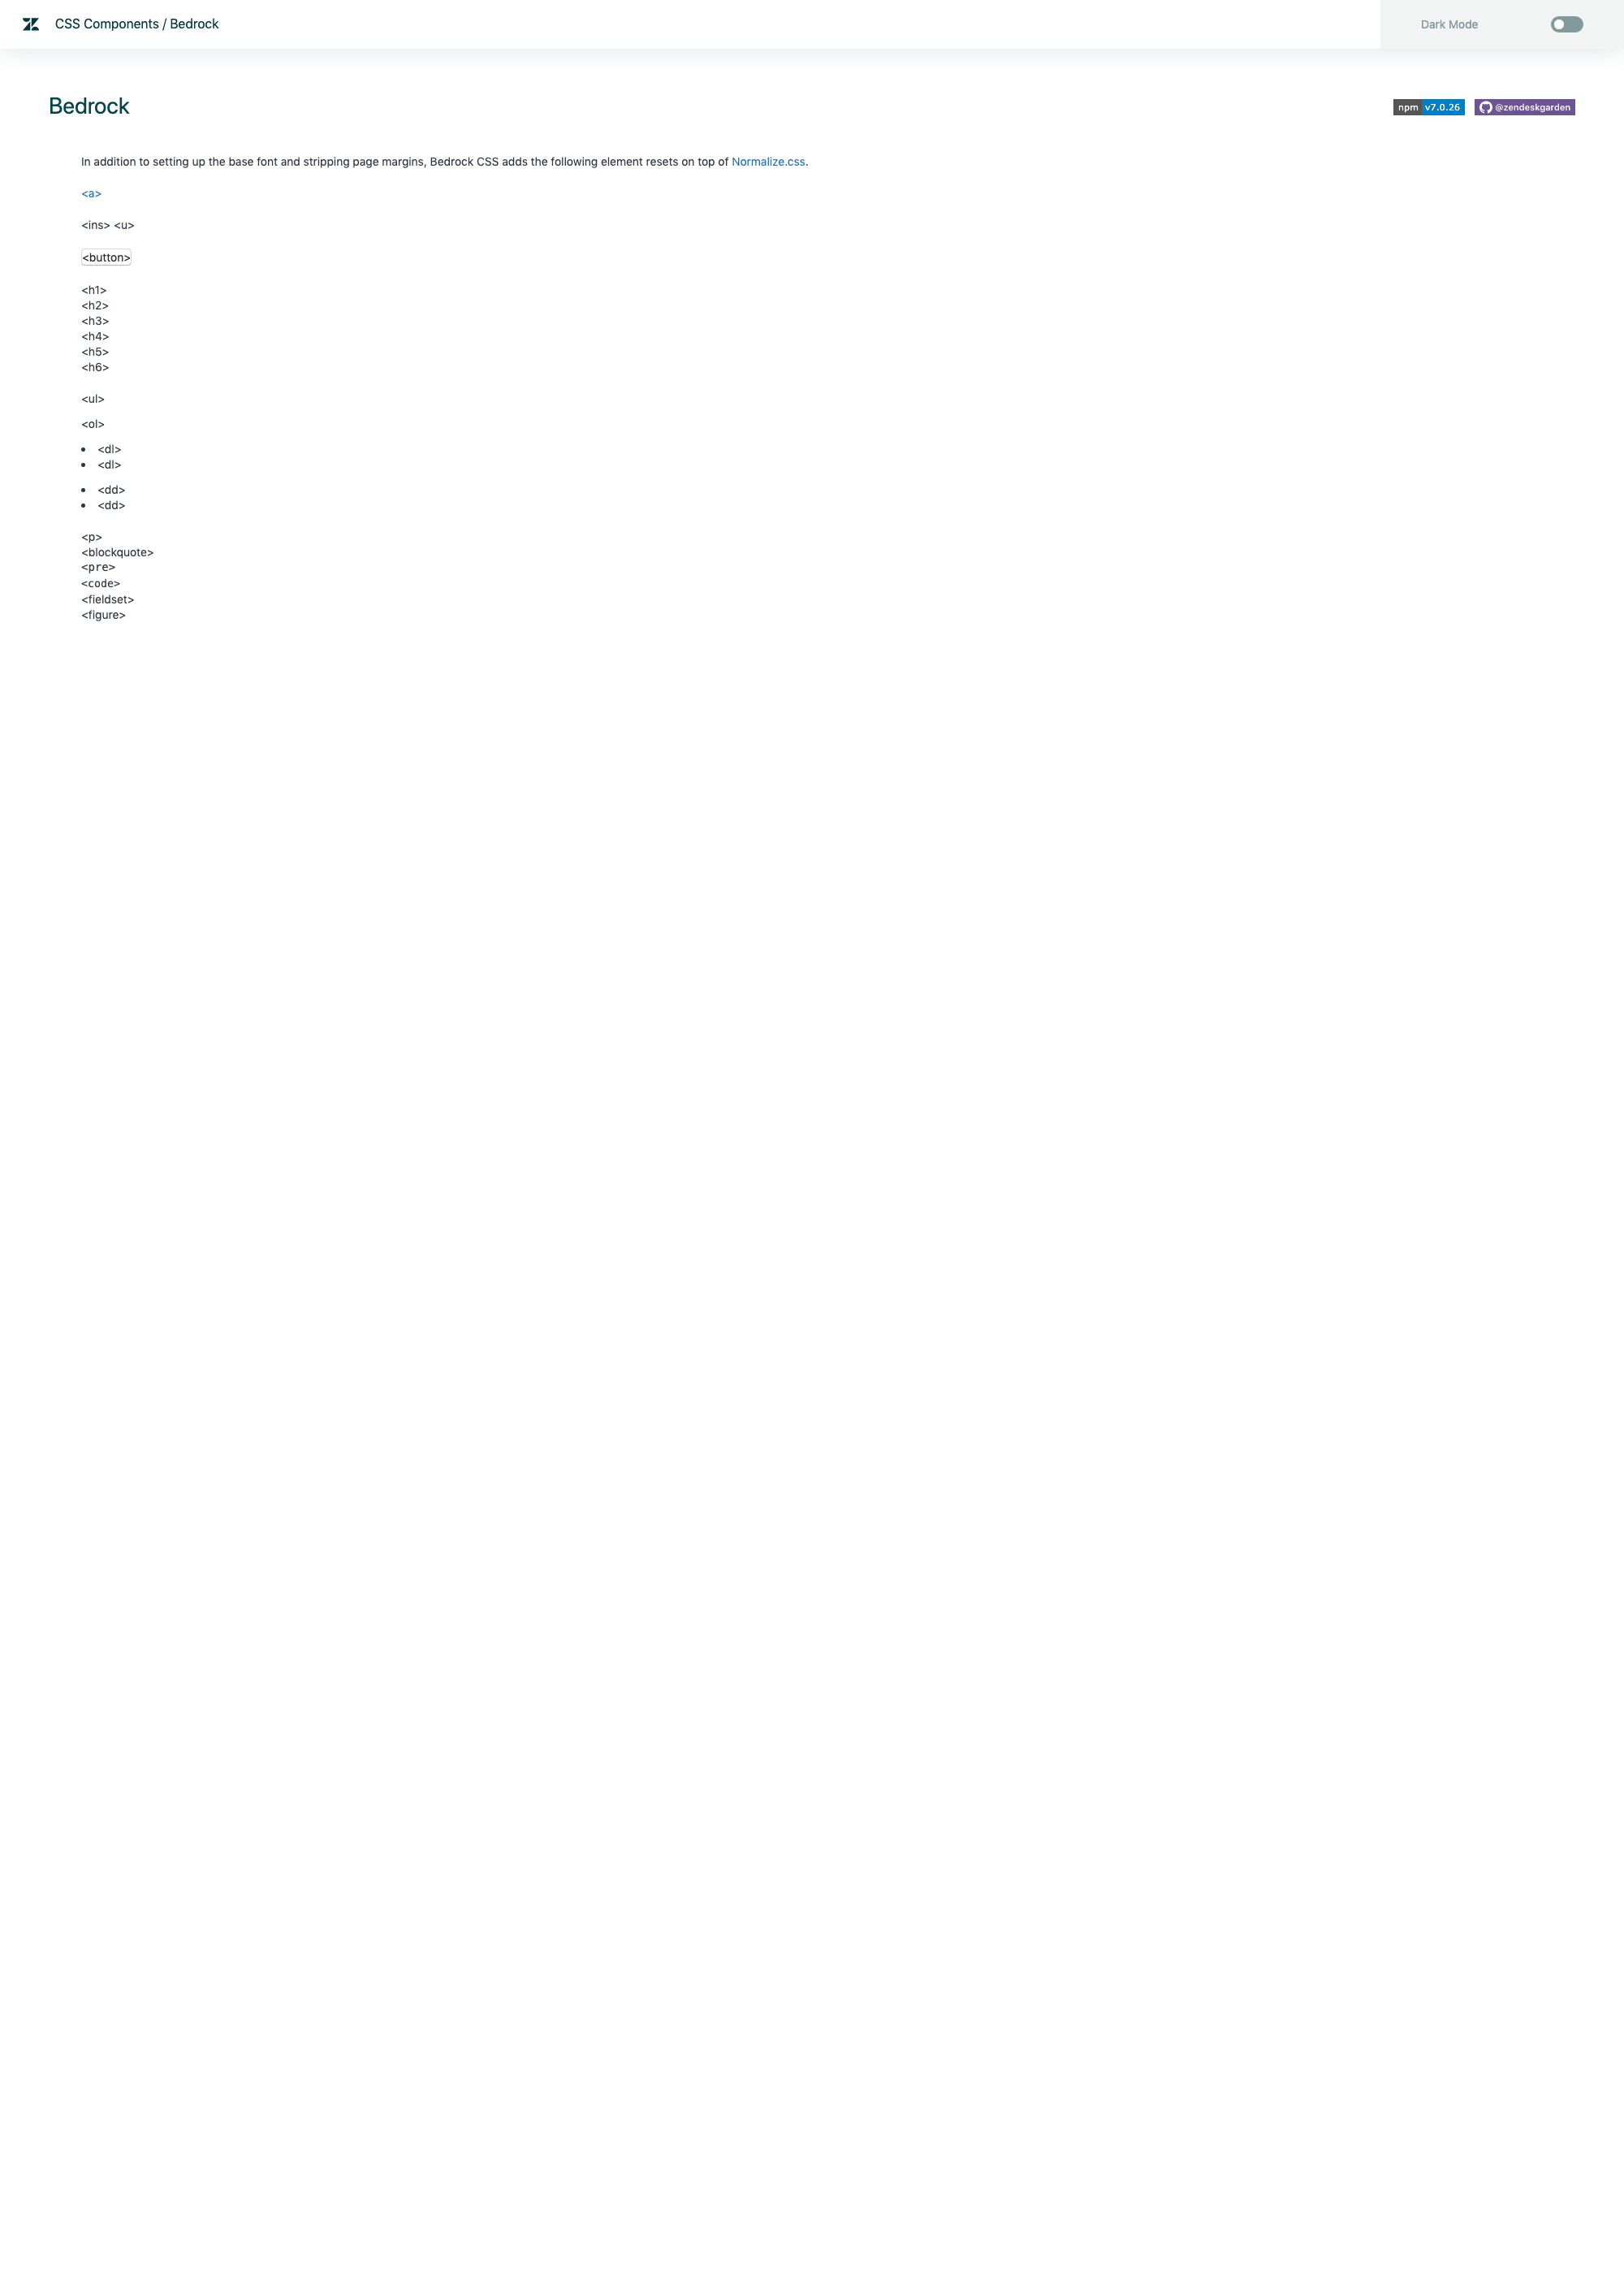 CSS Components / Bedrock
Dark Mode
Bedrock
npm v7.0.26
@zendeskgarden
In addition to setting up the base font and stripping page margins, Bedrock CSS adds the following element resets on top of Normalize.css.
<a>
<ins> <u>
<button>
<h1>
<h2>
<h3>
<h4>
<h5>
<h6>
<ul>
<ol>
<dl>
<dl>
<dd>
<dd>
<p>
<blockquote>
<pre>
<code>
<fieldset>
<figure>